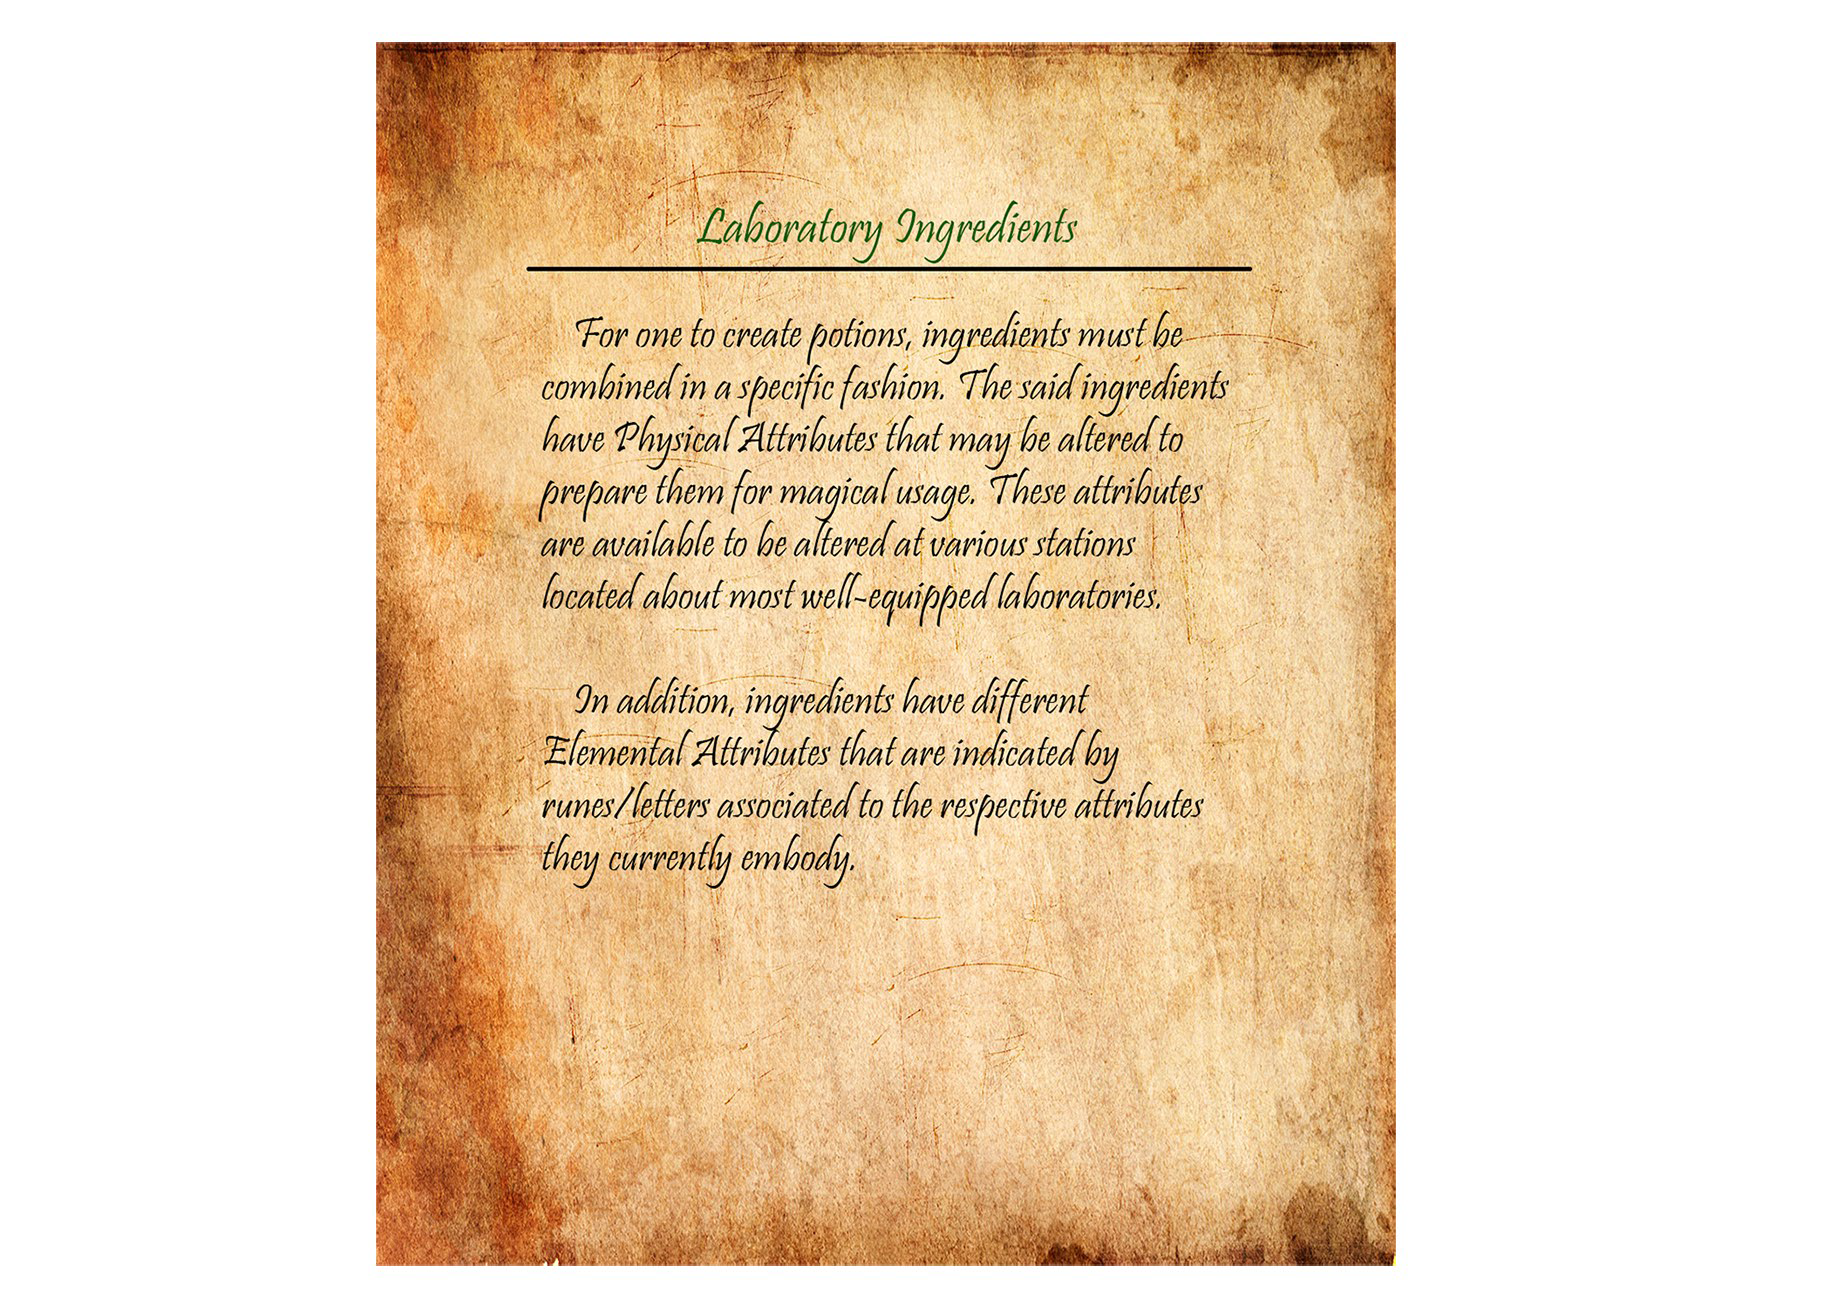 Laboratory Ingredients
For one to create potions, ingredients must be
combined in a specific fashion. The said ingredients
have Physical Attributes that may be altered to
prepare them for magical usage. These attributes
are available to be altered at various stations
located about most well-equipped laboratories.
In addition, ingredients have different
Elemental Attributes that are indicated by
runes/letters associated to the respective attributes
they currently embody.